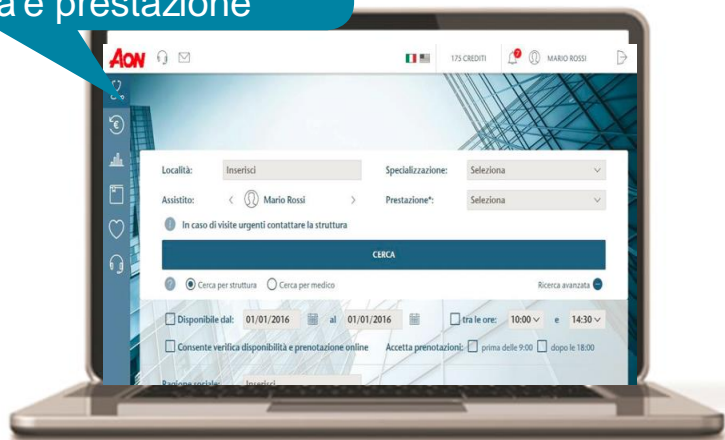 a e prestazione
AON
175 CREDITI
MARIO ROSSI
Località: Inserisci
Specializzazione: Seleziona
Assistito: < Mario Rossi >
Prestazione*: Seleziona
In caso di visite urgenti contattare la struttura
CERCA
? Cerca per struttura Cerca per medico
Ricerca avanzata
Disponibile dal: 01/01/2016 al 01/01/2016
tra le ore: 10:00 e 14:30
Consente verifica disponibilità e prenotazione online
Accetta prenotazioni: prima delle 9:00 dopo le 18:00
Ragione sociale: Inserisci